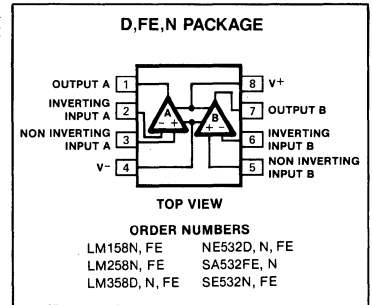 D,FE,N PACKAGE
OUTPUT A 1
8 V+
INVERTING INPUT A 2
7 OUTPUT B
NON INVERTING INPUT A 3
6 INVERTING INPUT B
V− 4
5 NON INVERTING INPUT B
A
− +
B
+ −
TOP VIEW
ORDER NUMBERS
LM158N, FE NE532D, N, FE
LM258N, FE SA532FE, N
LM358D, N, FE SE532N, FE